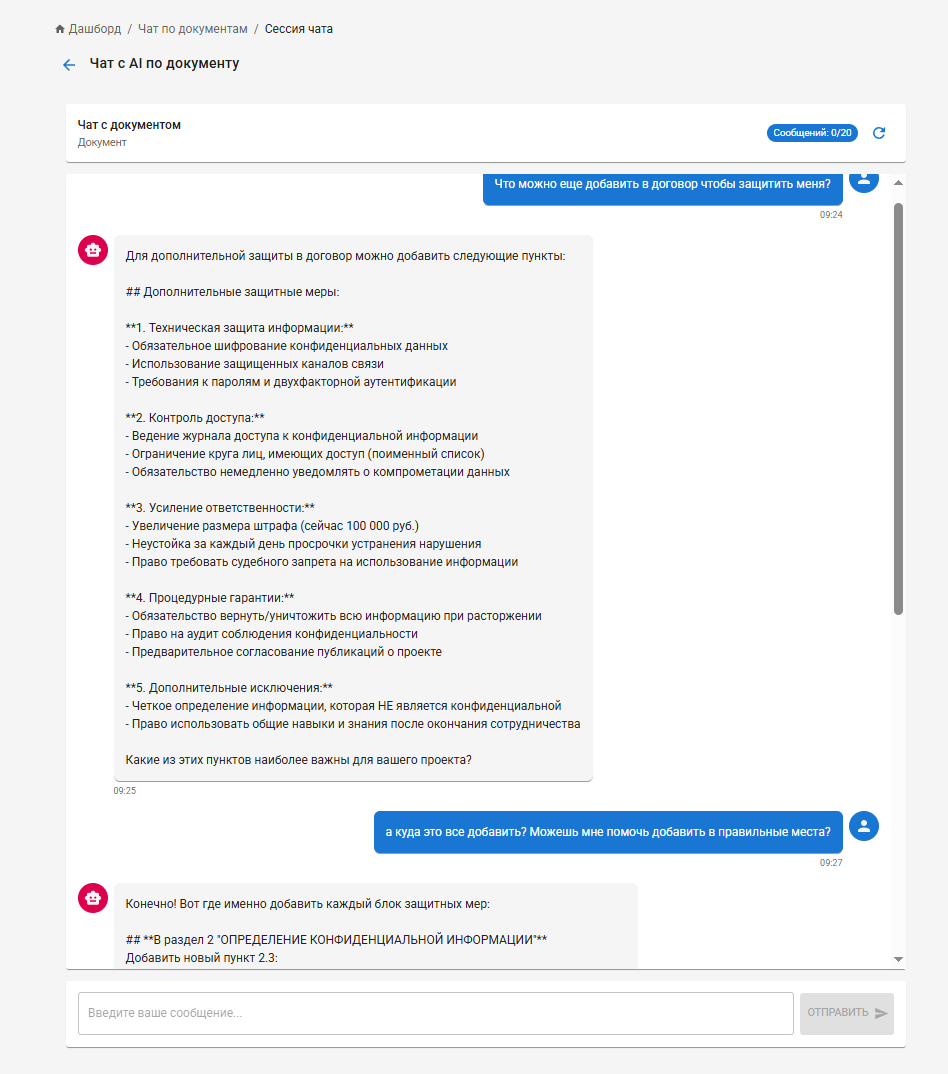 Дашборд / Чат по документам / Сессия чата
Чат с AI по документу
Чат с документом
Документ
Сообщений: 0/20
Что можно еще добавить в договор чтобы защитить меня?
09:24
Для дополнительной защиты в договор можно добавить следующие пункты:
## Дополнительные защитные меры:
**1. Техническая защита информации:**
- Обязательное шифрование конфиденциальных данных
- Использование защищенных каналов связи
- Требования к паролям и двухфакторной аутентификации
**2. Контроль доступа:**
- Ведение журнала доступа к конфиденциальной информации
- Ограничение круга лиц, имеющих доступ (поименный список)
- Обязательство немедленно уведомлять о компрометации данных
**3. Усиление ответственности:**
- Увеличение размера штрафа (сейчас 100 000 руб.)
- Неустойка за каждый день просрочки устранения нарушения
- Право требовать судебного запрета на использование информации
**4. Процедурные гарантии:**
- Обязательство вернуть/уничтожить всю информацию при расторжении
- Право на аудит соблюдения конфиденциальности
- Предварительное согласование публикаций о проекте
**5. Дополнительные исключения:**
- Четкое определение информации, которая НЕ является конфиденциальной
- Право использовать общие навыки и знания после окончания сотрудничества
Какие из этих пунктов наиболее важны для вашего проекта?
09:25
а куда это все добавить? Можешь мне помочь добавить в правильные места?
09:27
Конечно! Вот где именно добавить каждый блок защитных мер:
## **В раздел 2 "ОПРЕДЕЛЕНИЕ КОНФИДЕНЦИАЛЬНОЙ ИНФОРМАЦИИ"**
Добавить новый пункт 2.3:
Введите ваше сообщение...
ОТПРАВИТЬ